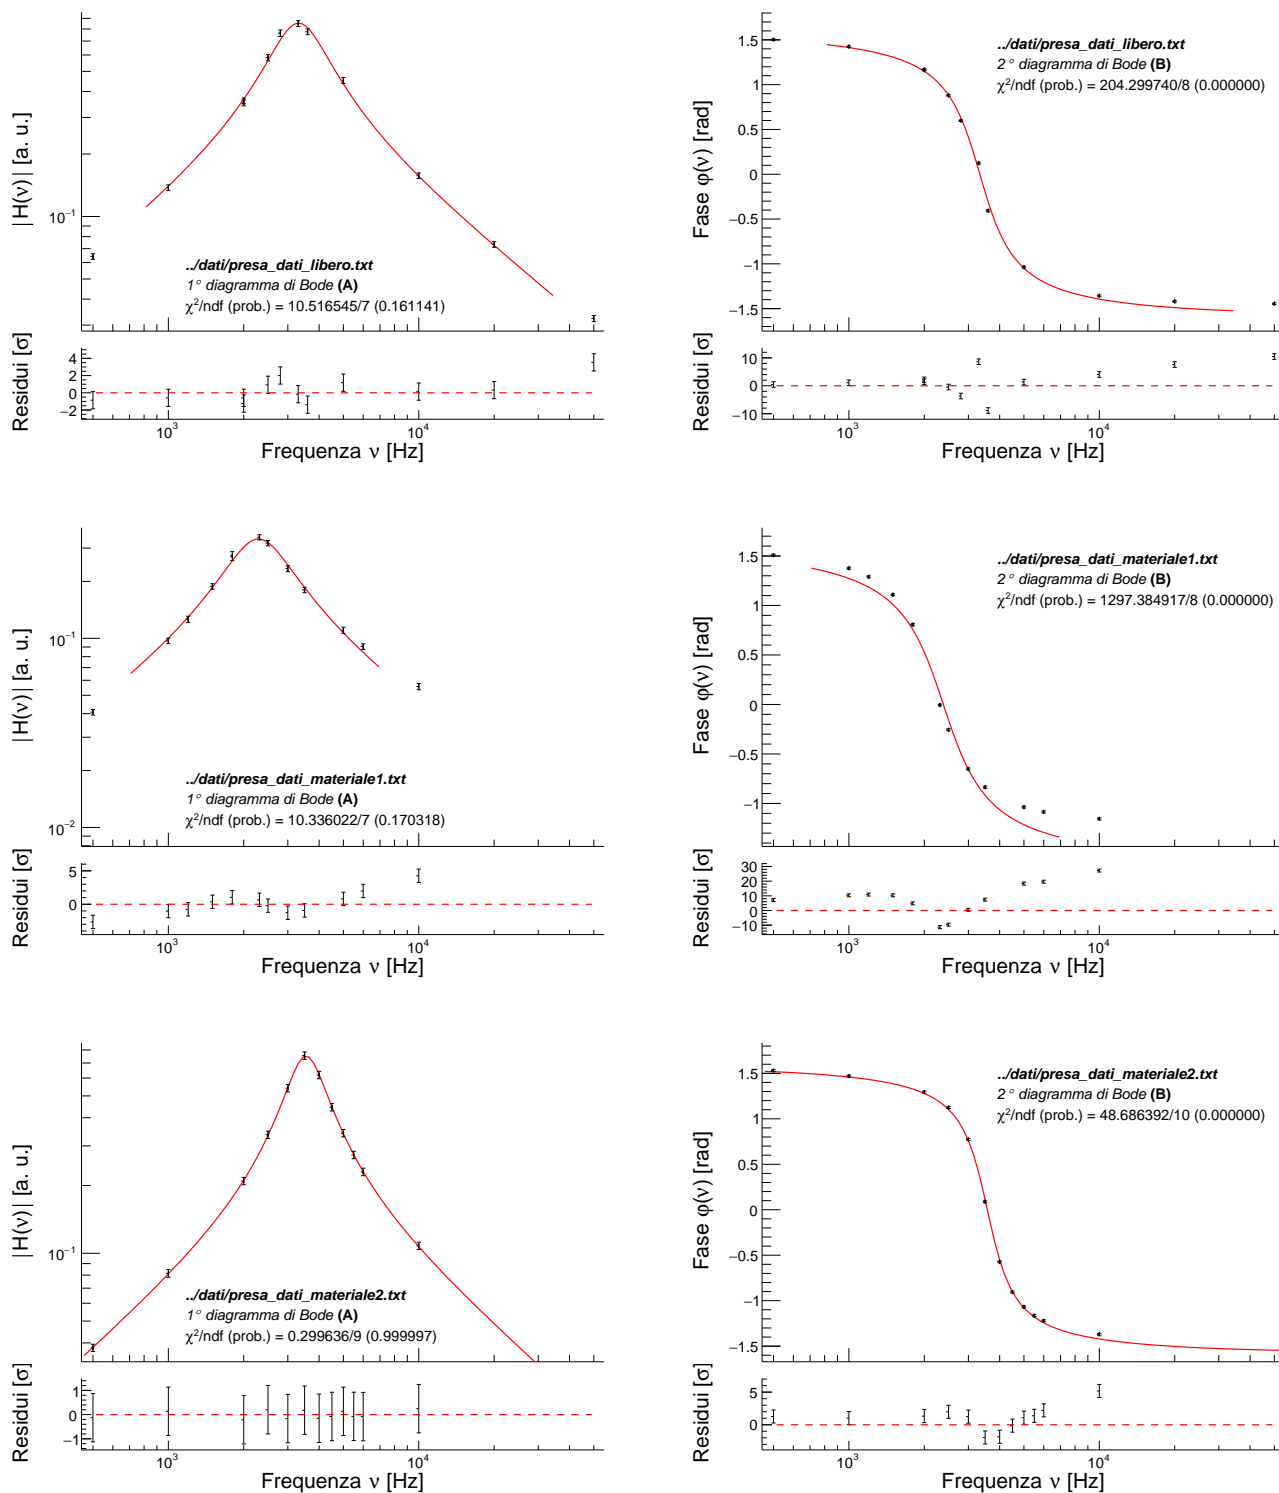 |H(ν)| [a. u.]
10⁻¹
../dati/presa_dati_libero.txt
1° diagramma di Bode (A)
χ²/ndf (prob.) = 10.516545/7 (0.161141)
Residui [σ]
4
2
0
−2
10³
10⁴
Frequenza ν [Hz]
Fase φ(ν) [rad]
1.5
1
0.5
0
−0.5
−1
−1.5
../dati/presa_dati_libero.txt
2° diagramma di Bode (B)
χ²/ndf (prob.) = 204.299740/8 (0.000000)
Residui [σ]
10
0
−10
10³
10⁴
Frequenza ν [Hz]
|H(ν)| [a. u.]
10⁻¹
10⁻²
../dati/presa_dati_materiale1.txt
1° diagramma di Bode (A)
χ²/ndf (prob.) = 10.336022/7 (0.170318)
Residui [σ]
5
0
10³
10⁴
Frequenza ν [Hz]
Fase φ(ν) [rad]
1.5
1
0.5
0
−0.5
−1
../dati/presa_dati_materiale1.txt
2° diagramma di Bode (B)
χ²/ndf (prob.) = 1297.384917/8 (0.000000)
Residui [σ]
30
20
10
0
−10
10³
10⁴
Frequenza ν [Hz]
|H(ν)| [a. u.]
10⁻¹
../dati/presa_dati_materiale2.txt
1° diagramma di Bode (A)
χ²/ndf (prob.) = 0.299636/9 (0.999997)
Residui [σ]
1
0
−1
10³
10⁴
Frequenza ν [Hz]
Fase φ(ν) [rad]
1.5
1
0.5
0
−0.5
−1
−1.5
../dati/presa_dati_materiale2.txt
2° diagramma di Bode (B)
χ²/ndf (prob.) = 48.686392/10 (0.000000)
Residui [σ]
5
0
10³
10⁴
Frequenza ν [Hz]